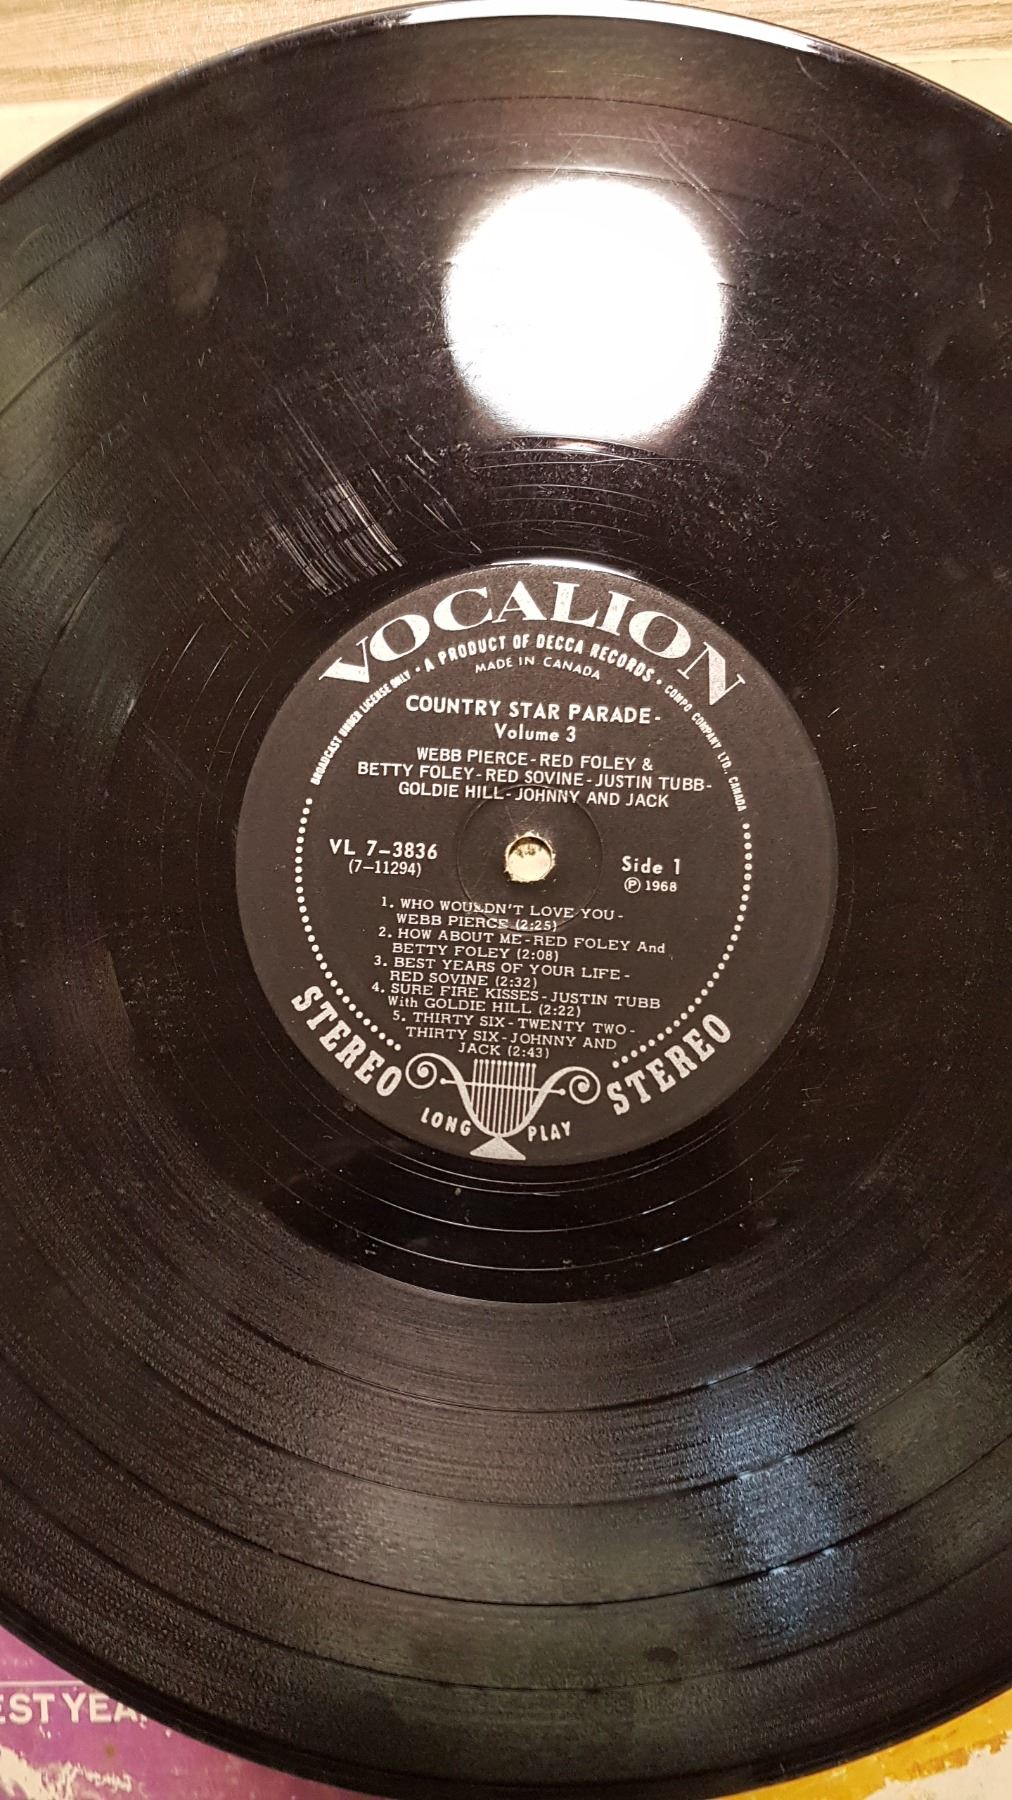 VOCALION
BROADCAST UNDER LICENSE ONLY • A PRODUCT OF DECCA RECORDS • COMPO COMPANY LTD., CANADA
MADE IN CANADA
COUNTRY STAR PARADE-
Volume 3
WEBB PIERCE-RED FOLEY &
BETTY FOLEY-RED SOVINE-JUSTIN TUBB-
GOLDIE HILL-JOHNNY AND JACK
VL 7-3836
(7-11294)
Side 1
℗ 1968
1. WHO WOULDN'T LOVE YOU-
WEBB PIERCE (2:25)
2. HOW ABOUT ME-RED FOLEY And
BETTY FOLEY (2:08)
3. BEST YEARS OF YOUR LIFE-
RED SOVINE (2:32)
4. SURE FIRE KISSES-JUSTIN TUBB
With GOLDIE HILL (2:22)
5. THIRTY SIX-TWENTY TWO-
THIRTY SIX-JOHNNY AND
JACK (2:43)
STEREO
STEREO
LONG PLAY
EST YEA